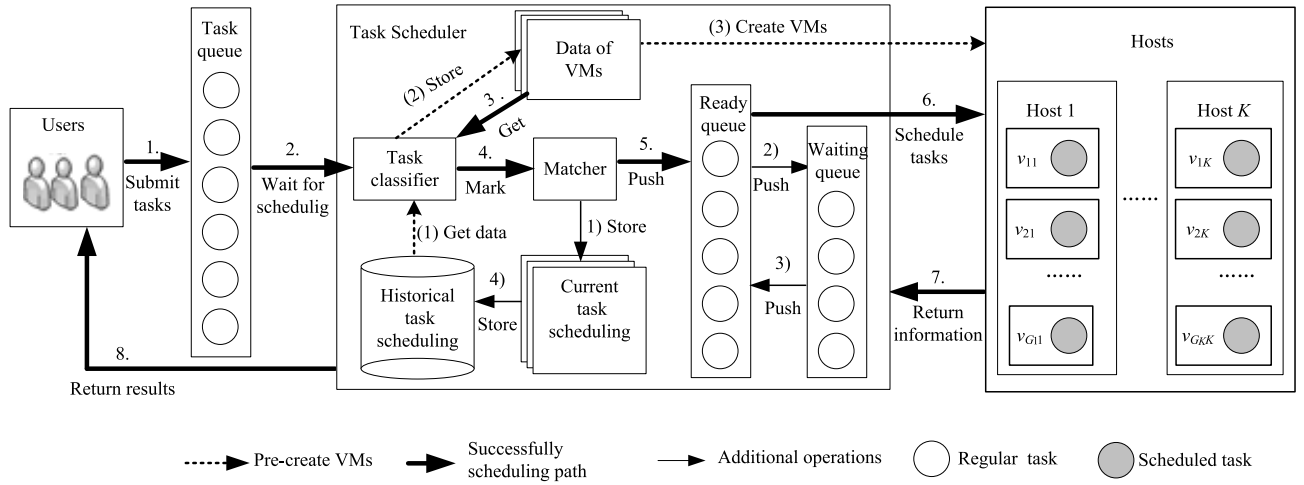 Task
queue
Users
1.
Submit
tasks
2.
Wait for
schedulig
Task Scheduler
(2) Store
Data of
VMs
3.
Get
(3) Create VMs
Task
classifier
4.
Mark
Matcher
5.
Push
(1) Get data
1) Store
Historical
task
scheduling
4)
Store
Current
task
scheduling
Ready
queue
2)
Push
Waiting
queue
3)
Push
6.
Schedule
tasks
7.
Return
information
Hosts
Host 1
v11
v21
......
vG11
......
Host K
v1K
v2K
......
vGKK
8.
Return results
Pre-create VMs
Successfully
scheduling path
Additional operations
Regular task
Scheduled task